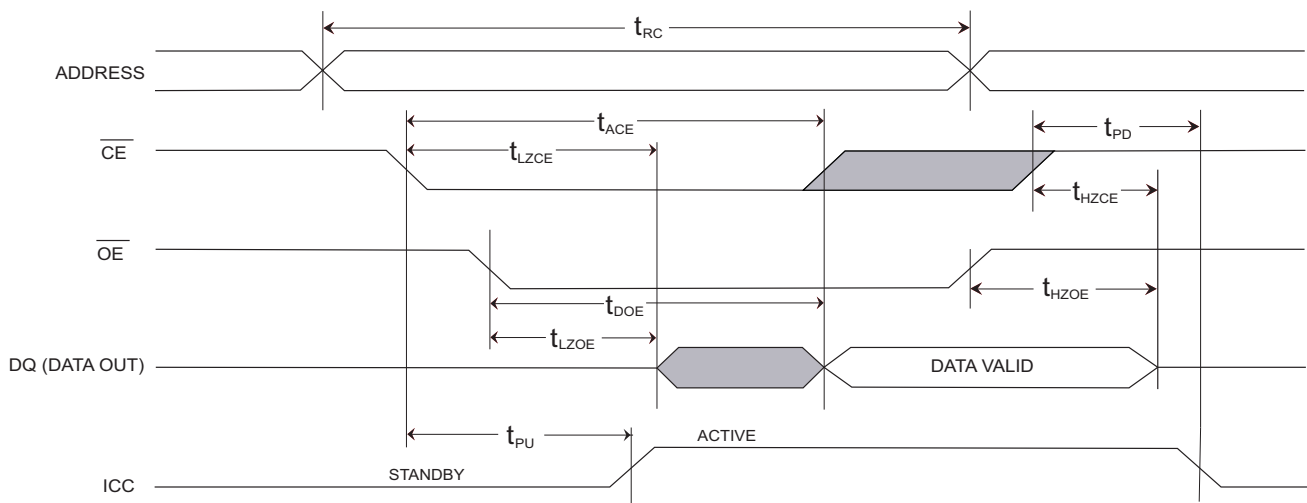 tRC
ADDRESS
tACE
tPD
CE
tLZCE
tHZCE
OE
tHZOE
tDOE
tLZOE
DQ (DATA OUT)
DATA VALID
tPU
ACTIVE
STANDBY
ICC